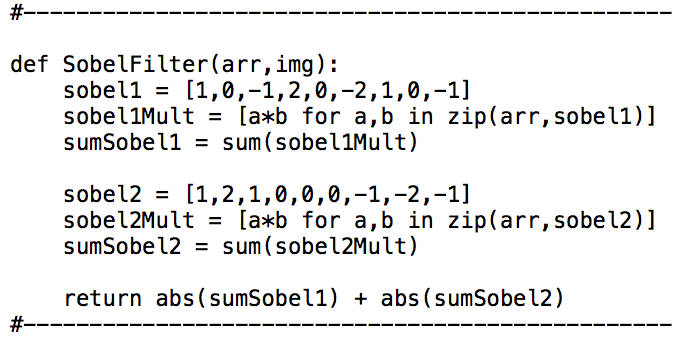 #-------------------------------------------------
def SobelFilter(arr,img):
    sobel1 = [1,0,-1,2,0,-2,1,0,-1]
    sobel1Mult = [a*b for a,b in zip(arr,sobel1)]
    sumSobel1 = sum(sobel1Mult)
    sobel2 = [1,2,1,0,0,0,-1,-2,-1]
    sobel2Mult = [a*b for a,b in zip(arr,sobel2)]
    sumSobel2 = sum(sobel2Mult)
    return abs(sumSobel1) + abs(sumSobel2)
#-------------------------------------------------